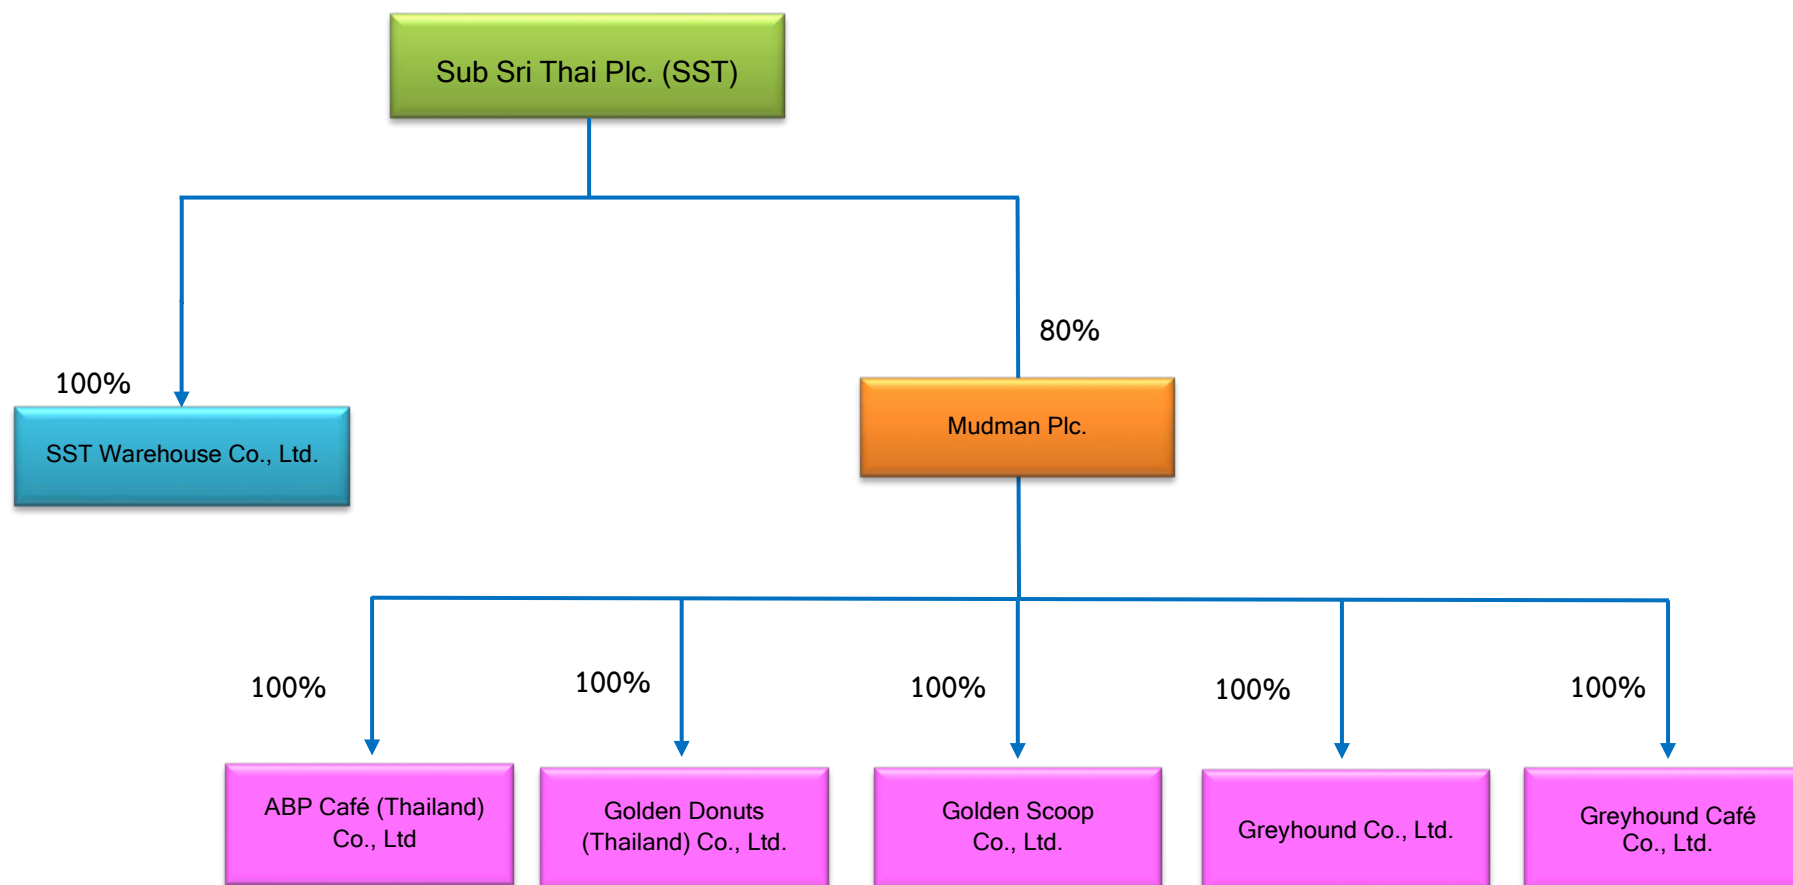 Sub Sri Thai Plc. (SST)
80%
100%
SST Warehouse Co., Ltd.
Mudman Plc.
100%
100%
100%
100%
100%
ABP Café (Thailand)
Co., Ltd
Golden Donuts
(Thailand) Co., Ltd.
Golden Scoop
Co., Ltd.
Greyhound Co., Ltd.
Greyhound Café
Co., Ltd.